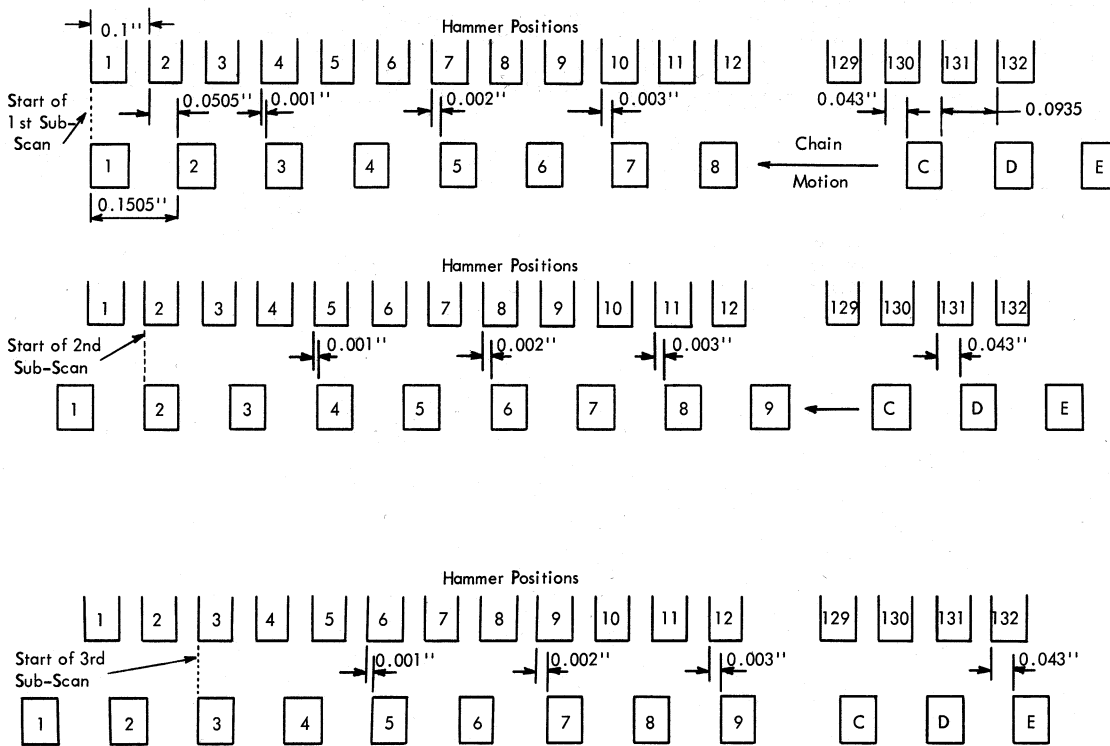 0.1''
Hammer Positions
1 2 3 4 5 6 7 8 9 10 11 12 129 130 131 132
Start of
1st Sub-
Scan
0.0505'' 0.001'' 0.002'' 0.003'' 0.043'' 0.0935
Chain
Motion
1 2 3 4 5 6 7 8 C D E
0.1505''
Hammer Positions
1 2 3 4 5 6 7 8 9 10 11 12 129 130 131 132
Start of 2nd
Sub-Scan
0.001'' 0.002'' 0.003'' 0.043''
1 2 3 4 5 6 7 8 9 C D E
Hammer Positions
1 2 3 4 5 6 7 8 9 10 11 12 129 130 131 132
Start of 3rd
Sub-Scan
0.001'' 0.002'' 0.003'' 0.043''
1 2 3 4 5 6 7 8 9 C D E